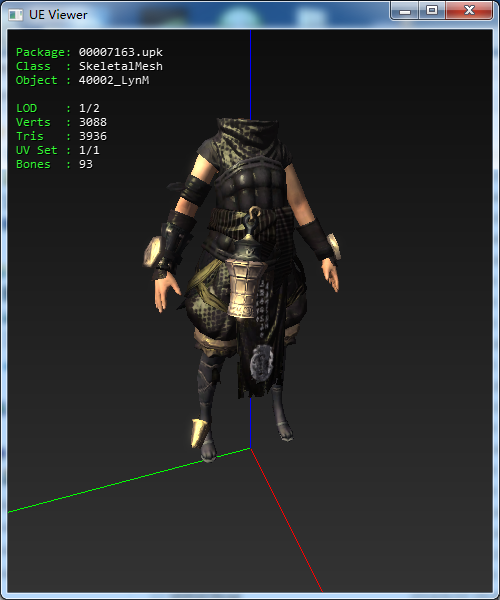 UE Viewer
Package: 00007163.upk
Class : SkeletalMesh
Object : 40002_LynM
LOD : 1/2
Verts : 3088
Tris : 3936
UV Set : 1/1
Bones : 93